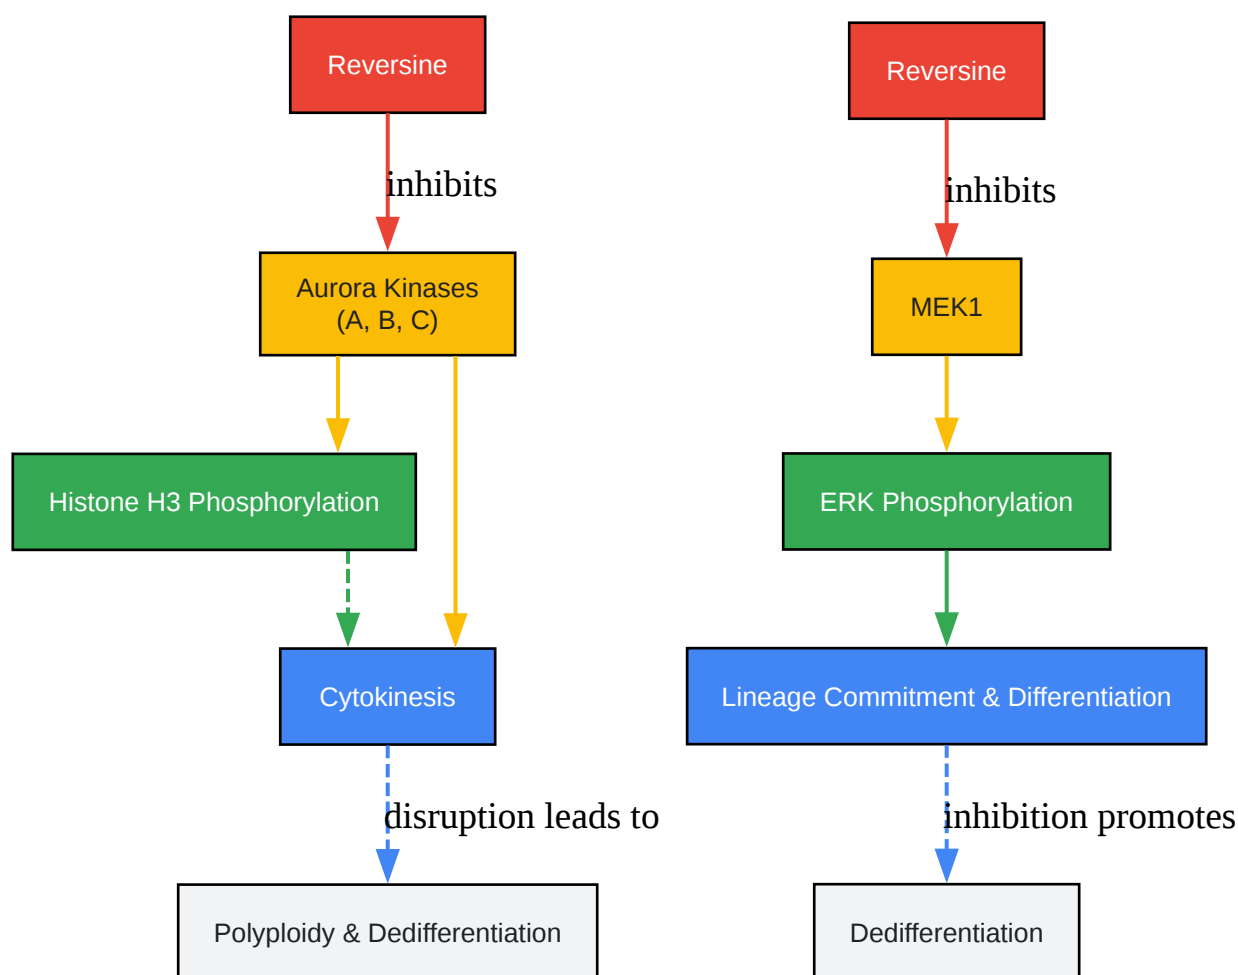 Reversine
inhibits
Aurora Kinases
(A, B, C)
Histone H3 Phosphorylation
Cytokinesis
disruption leads to
Polyploidy & Dedifferentiation
Reversine
inhibits
MEK1
ERK Phosphorylation
Lineage Commitment & Differentiation
inhibition promotes
Dedifferentiation